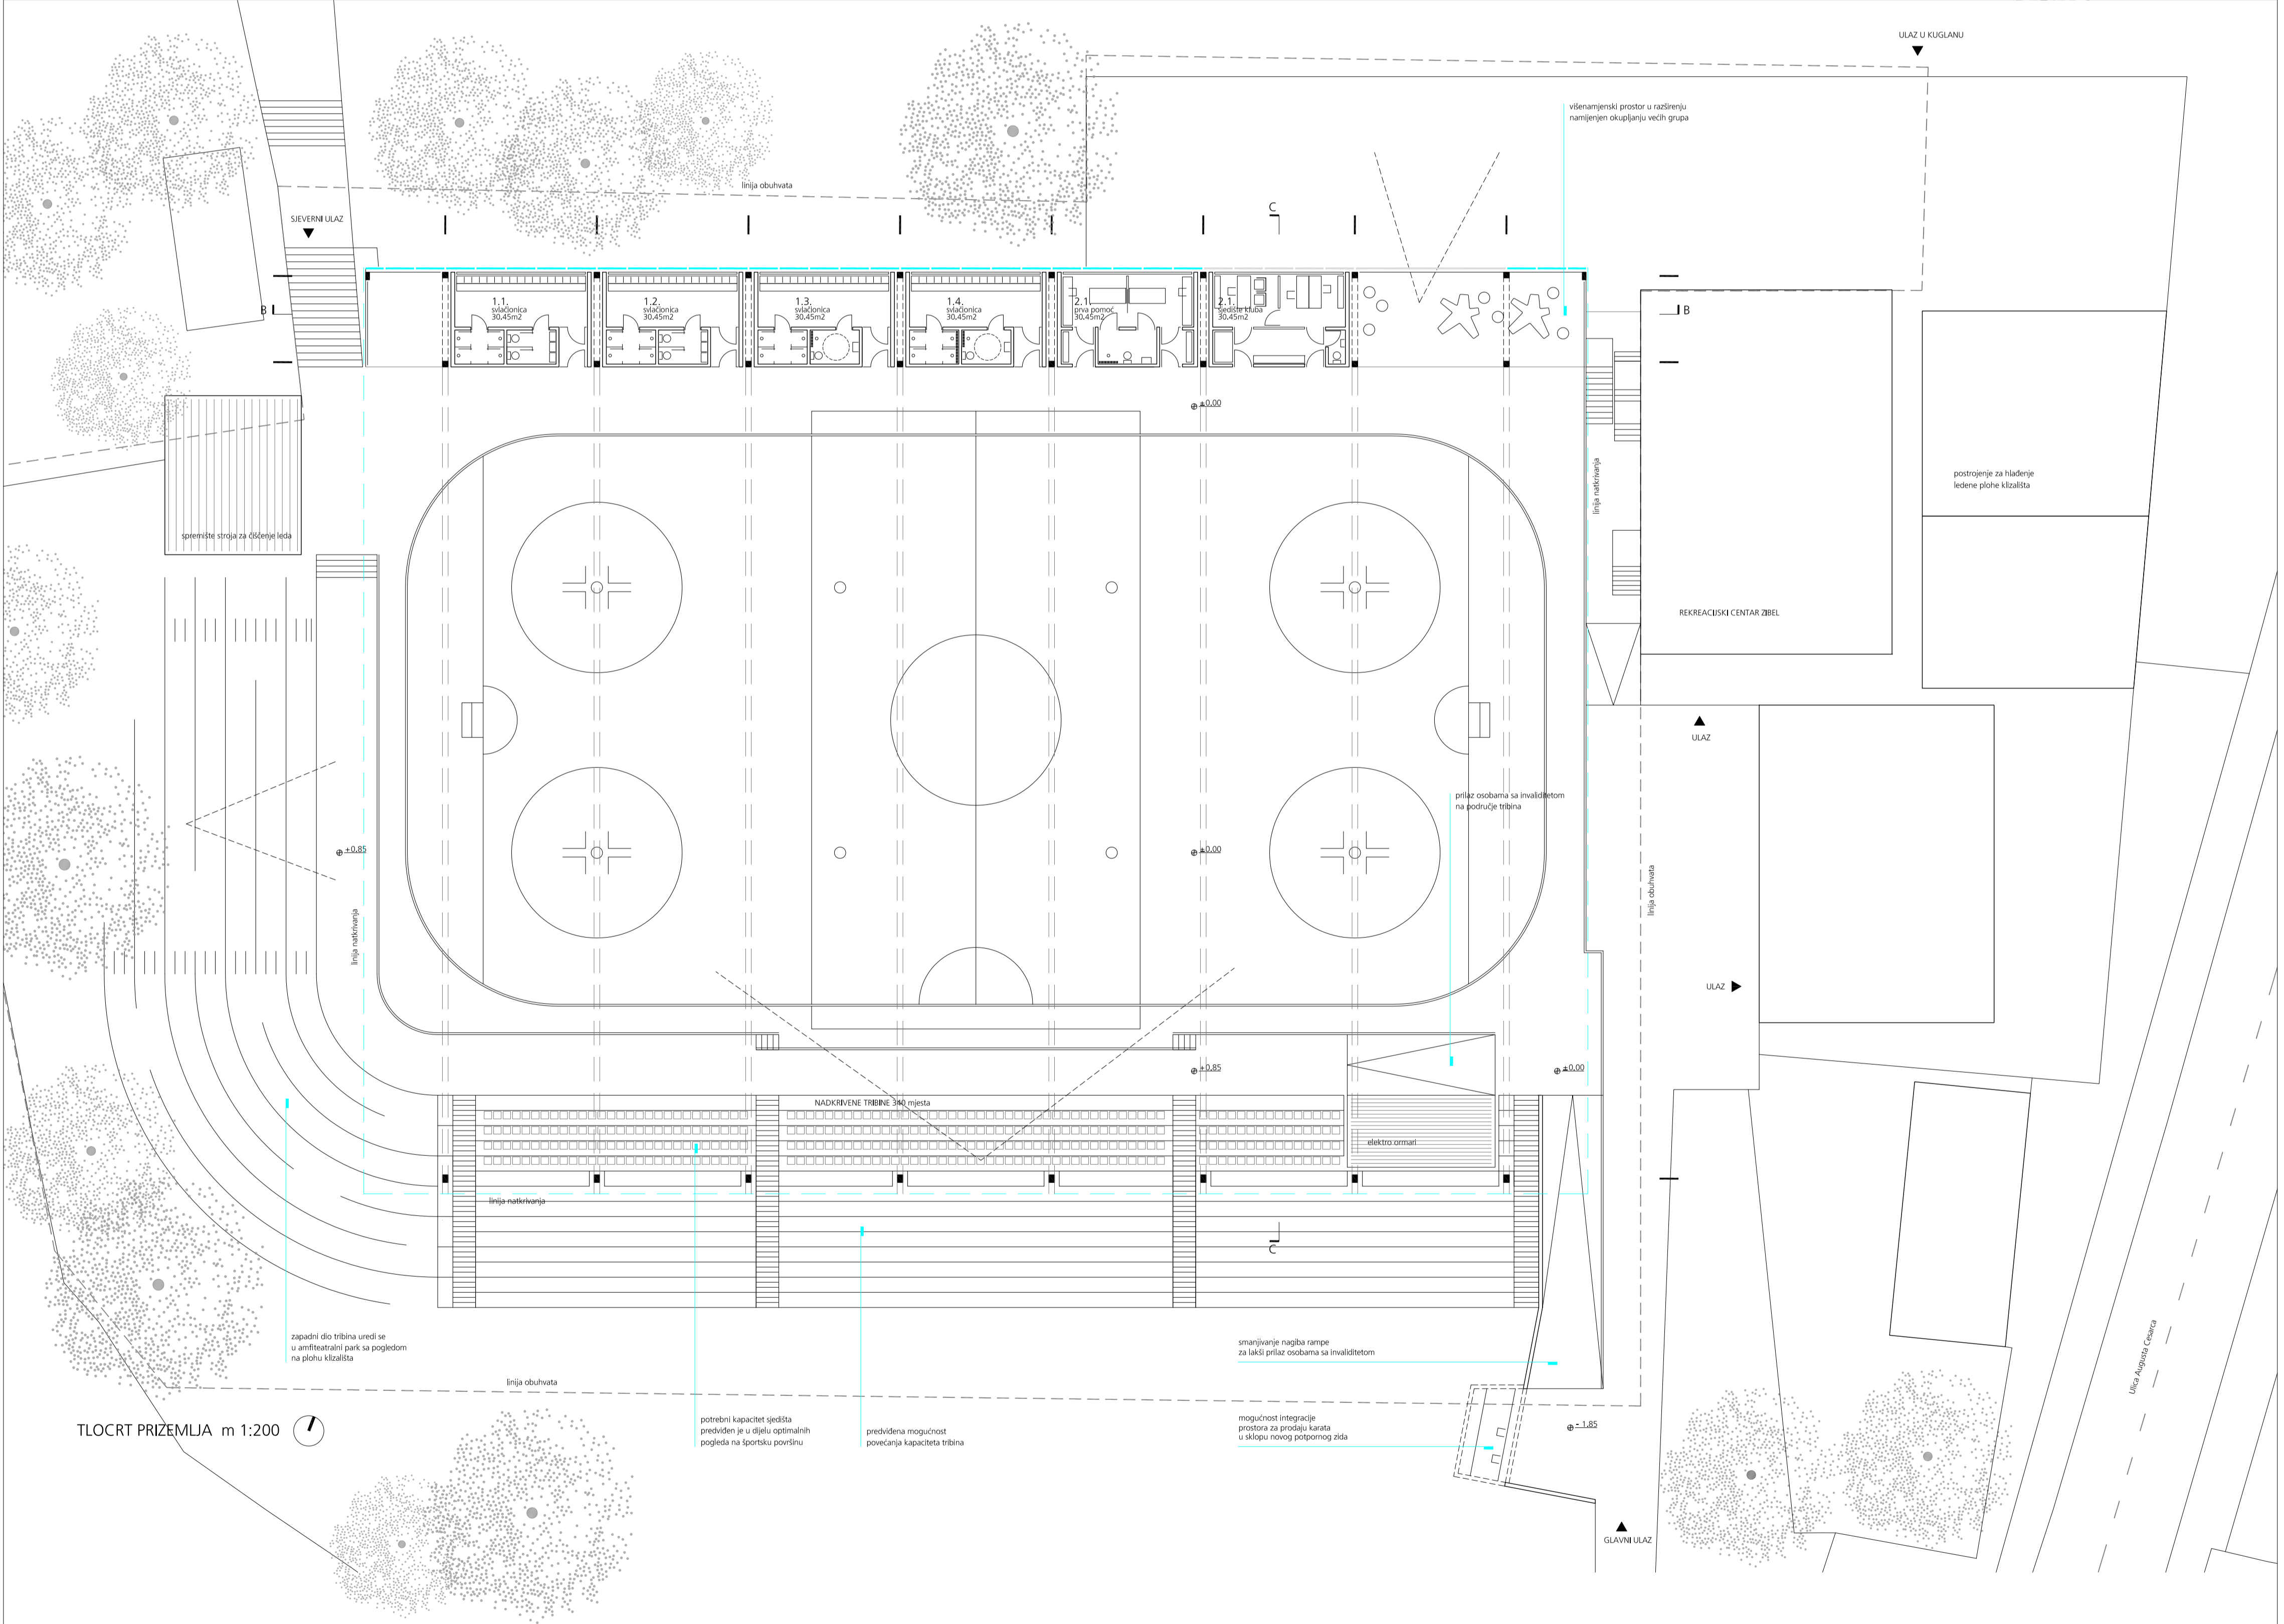 ULAZ U KUGLANU
višenamjenski prostor u razširenju
namijenjen okupljanju većih grupa
linija obuhvata
SJEVERNI ULAZ
C
B
B
1.1.
svlačionica
30,45m2
1.2.
svlačionica
30,45m2
1.3.
svlačionica
30,45m2
1.4.
svlačionica
30,45m2
2.1.
prva pomoć
30,45m2
2.1.
sjedište kluba
30,45m2
±0,00
linija natkrivanja
postrojenje za hlađenje
ledene plohe klizališta
spremište stroja za čišćenje leda
REKREACIJSKI CENTAR ZIBEL
ULAZ
prilaz osobama sa invaliditetom
na područje tribina
+0,85
±0,00
linija natkrivanja
linija obuhvata
ULAZ
+0,85
±0,00
NADKRIVENE TRIBINE 340 mjesta
elektro ormari
linija natkrivanja
C
zapadni dio tribina uredi se
u amfiteatralni park sa pogledom
na plohu klizališta
smanjivanje nagiba rampe
za lakši prilaz osobama sa invaliditetom
linija obuhvata
Ulica Augusta Cesarca
TLOCRT PRIZEMLJA m 1:200
potrebni kapacitet sjedišta
predviđen je u dijelu optimalnih
pogleda na športsku površinu
predviđena mogućnost
povećanja kapaciteta tribina
mogućnost integracije
prostora za prodaju karata
u sklopu novog potpornog zida
- 1,85
GLAVNI ULAZ